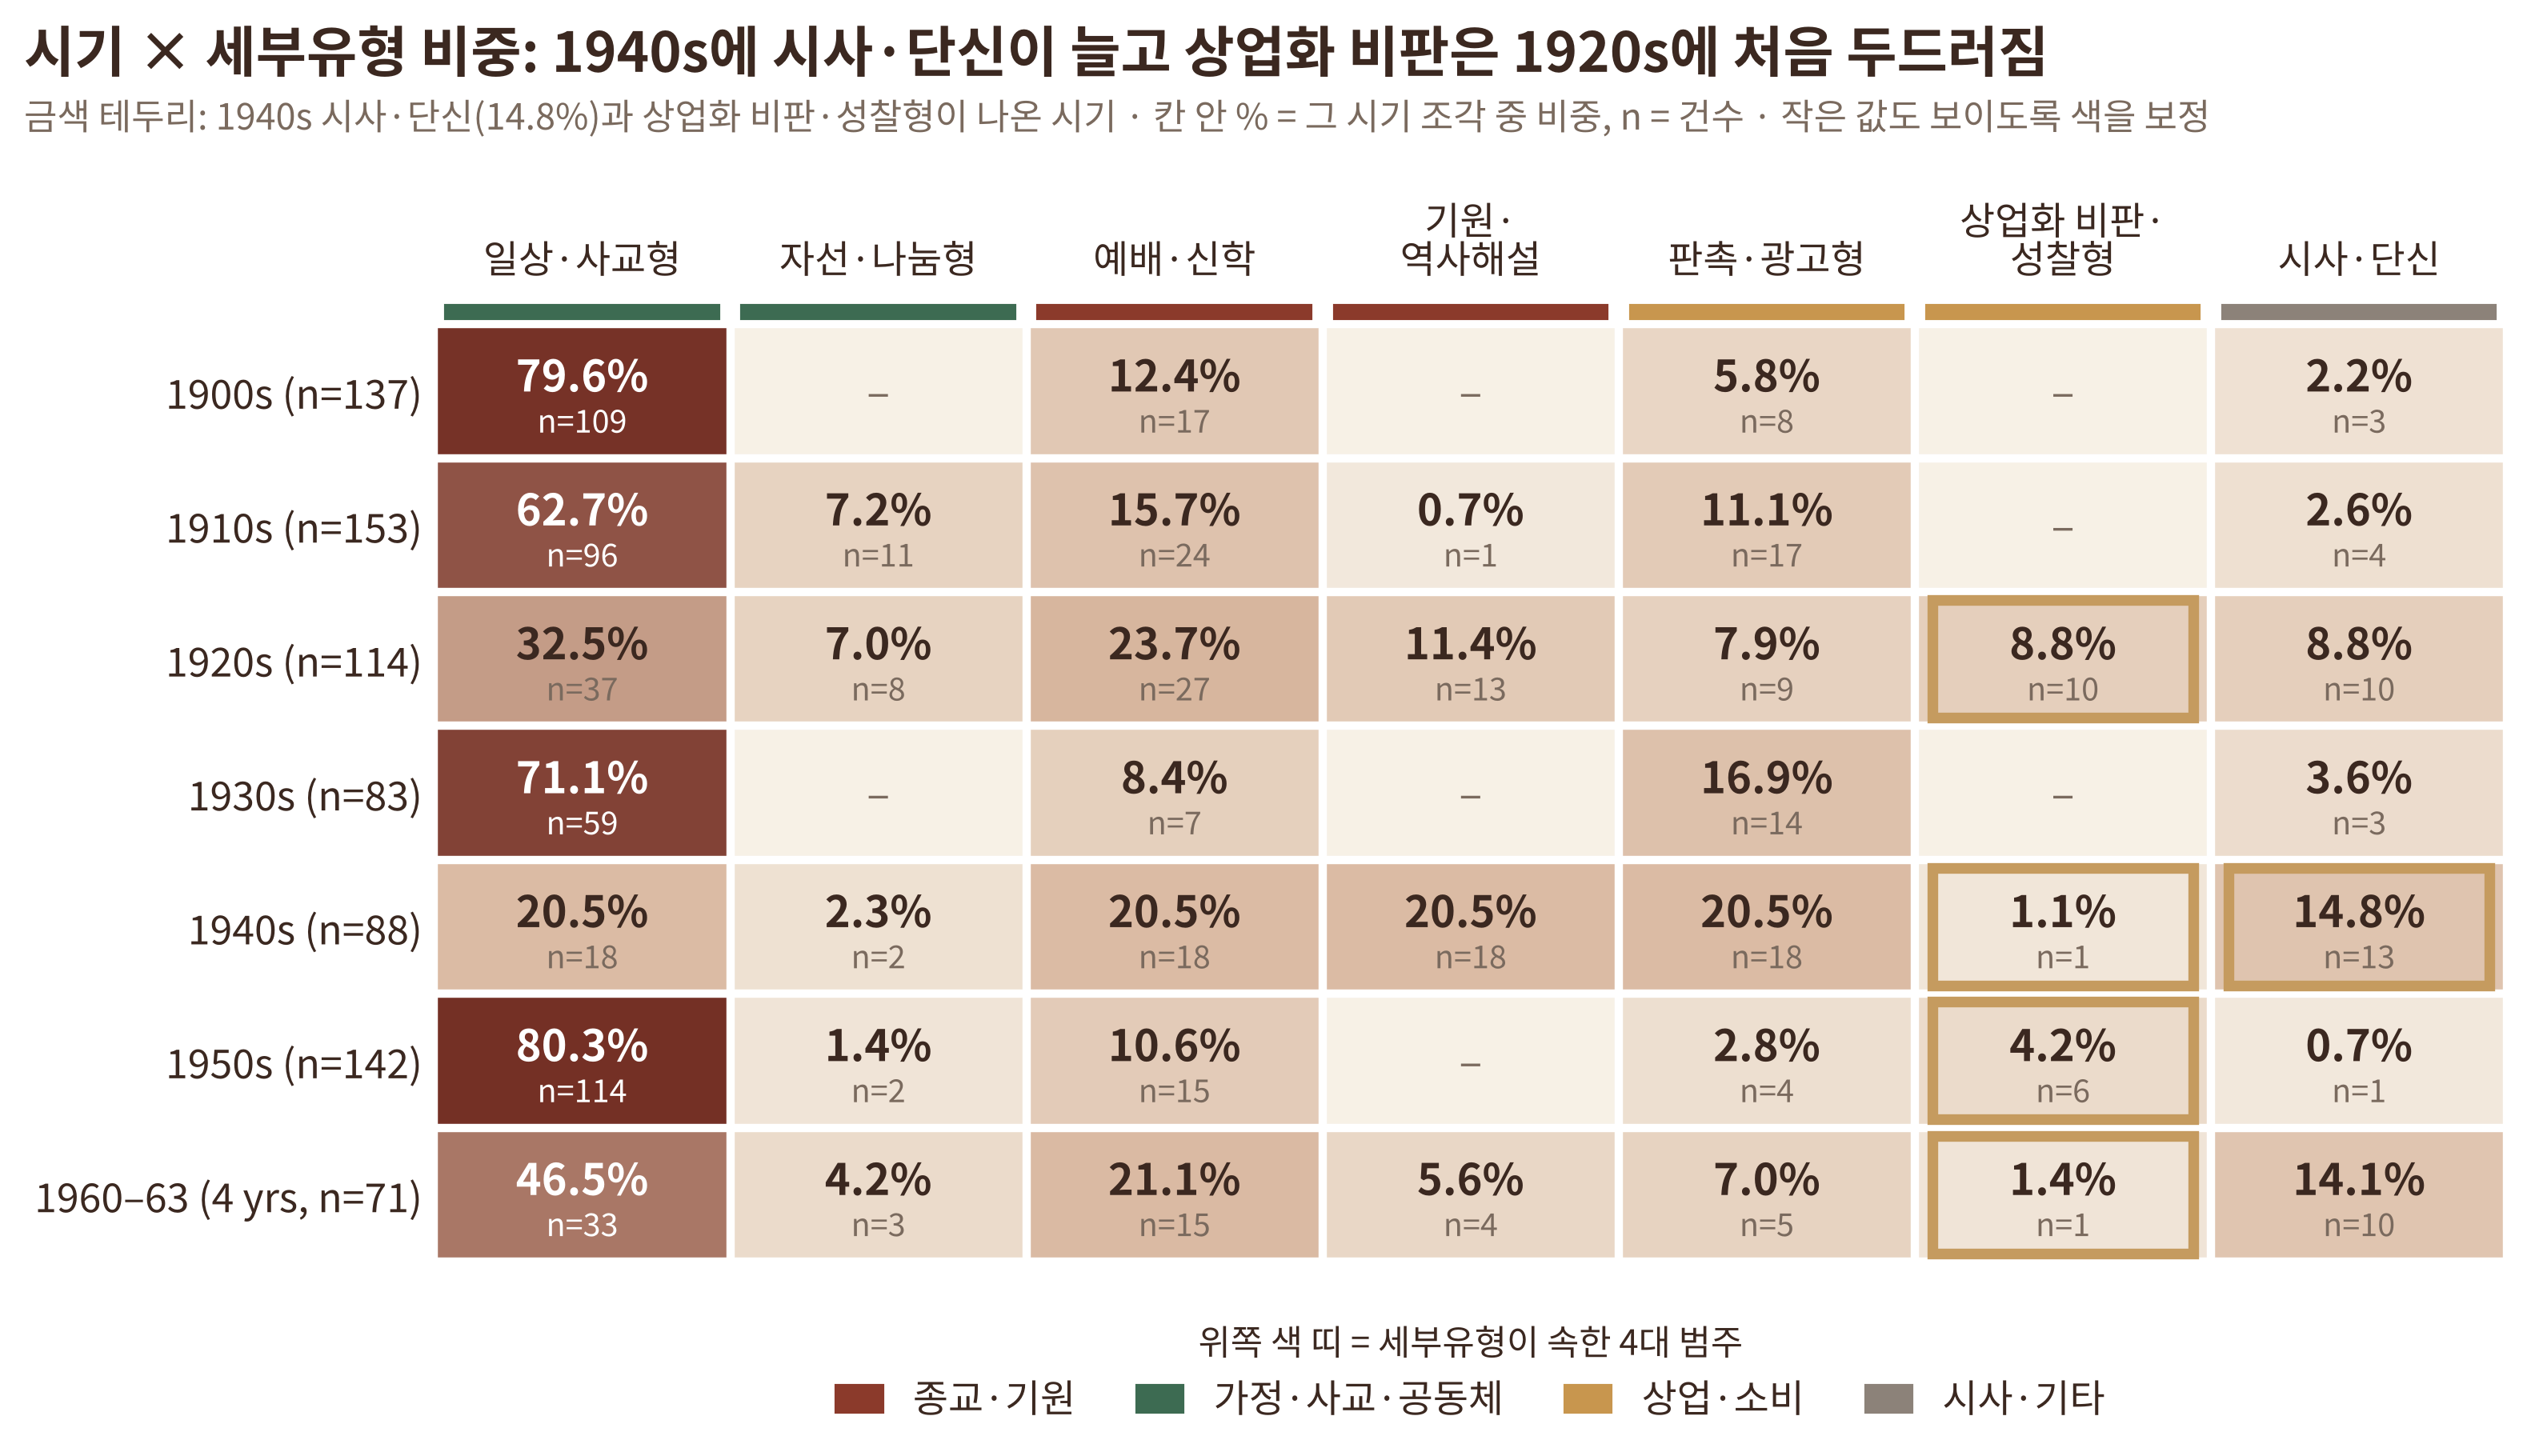 시기 × 세부유형 비중: 1940s에 시사·단신이 늘고 상업화 비판은 1920s에 처음 두드러짐
금색 테두리: 1940s 시사·단신(14.8%)과 상업화 비판·성찰형이 나온 시기 · 칸 안 % = 그 시기 조각 중 비중, n = 건수 · 작은 값도 보이도록 색을 보정
일상·사교형
자선·나눔형
예배·신학
기원·
역사해설
판촉·광고형
상업화 비판·
성찰형
시사·단신
1900s (n=137)
79.6%
n=109
–
12.4%
n=17
–
5.8%
n=8
–
2.2%
n=3
1910s (n=153)
62.7%
n=96
7.2%
n=11
15.7%
n=24
0.7%
n=1
11.1%
n=17
–
2.6%
n=4
1920s (n=114)
32.5%
n=37
7.0%
n=8
23.7%
n=27
11.4%
n=13
7.9%
n=9
8.8%
n=10
8.8%
n=10
1930s (n=83)
71.1%
n=59
–
8.4%
n=7
–
16.9%
n=14
–
3.6%
n=3
1940s (n=88)
20.5%
n=18
2.3%
n=2
20.5%
n=18
20.5%
n=18
20.5%
n=18
1.1%
n=1
14.8%
n=13
1950s (n=142)
80.3%
n=114
1.4%
n=2
10.6%
n=15
–
2.8%
n=4
4.2%
n=6
0.7%
n=1
1960–63 (4 yrs, n=71)
46.5%
n=33
4.2%
n=3
21.1%
n=15
5.6%
n=4
7.0%
n=5
1.4%
n=1
14.1%
n=10
위쪽 색 띠 = 세부유형이 속한 4대 범주
종교·기원
가정·사교·공동체
상업·소비
시사·기타